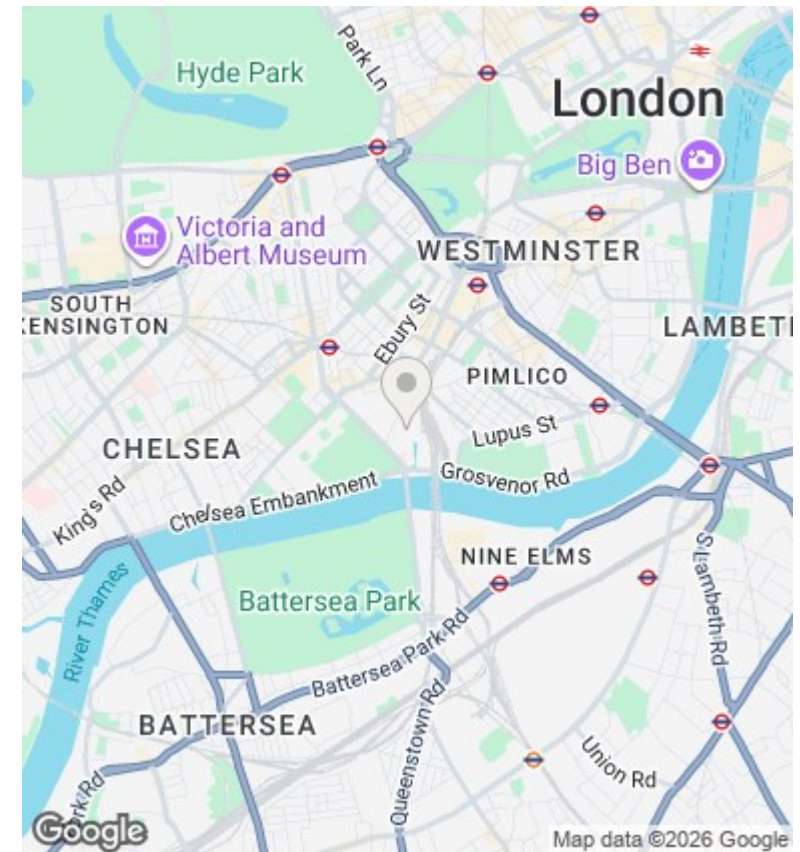 Park Ln
Hyde Park
London
Big Ben
Victoria and
Albert Museum
WESTMINSTER
SOUTH
KENSINGTON
Ebury St
LAMBETH
PIMLICO
Lupus St
CHELSEA
Grosvenor Rd
King's Rd
Chelsea Embankment
NINE ELMS
S Lambeth Rd
River Thames
Battersea Park
Battersea Park Rd
BATTERSEA
Queenstown Rd
Union Rd
ork Rd
Google
Map data ©2026 Google